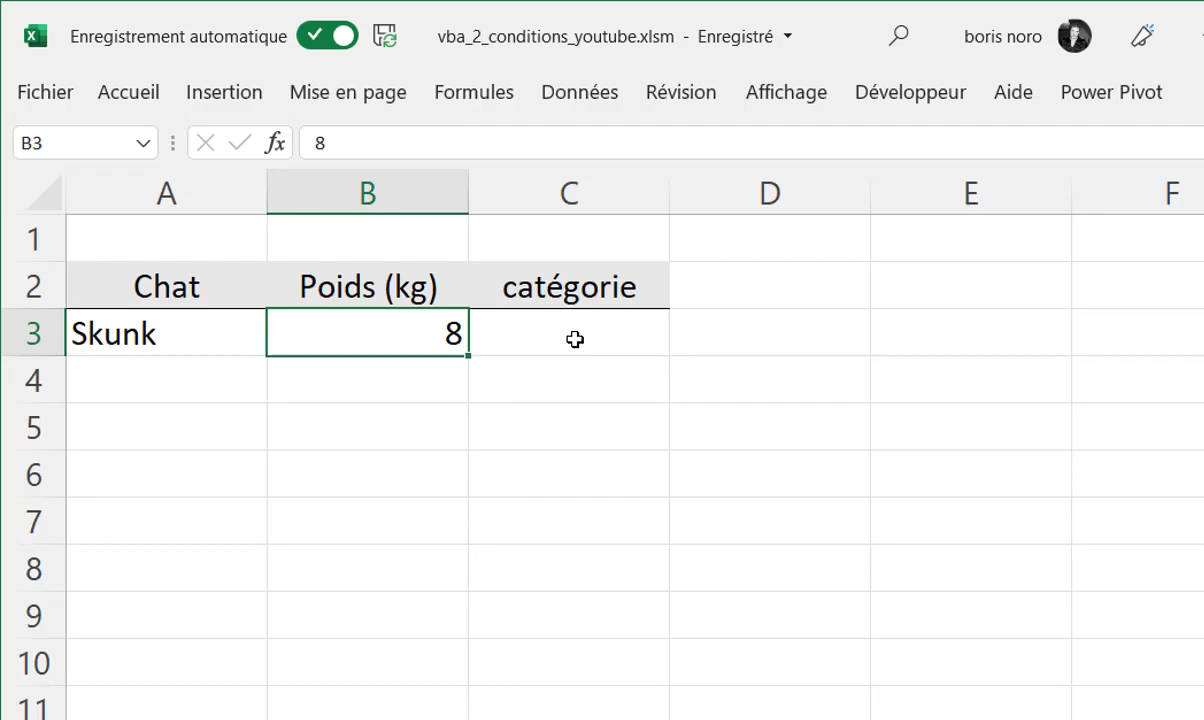 Enregistrement automatique vba_2_conditions_youtube.xlsm - Enregistré boris noro
Fichier Accueil Insertion Mise en page Formules Données Révision Affichage Développeur Aide Power Pivot
B3 fx 8
A B C D E F
1
2 Chat Poids (kg) catégorie
3 Skunk 8
4
5
6
7
8
9
10
11